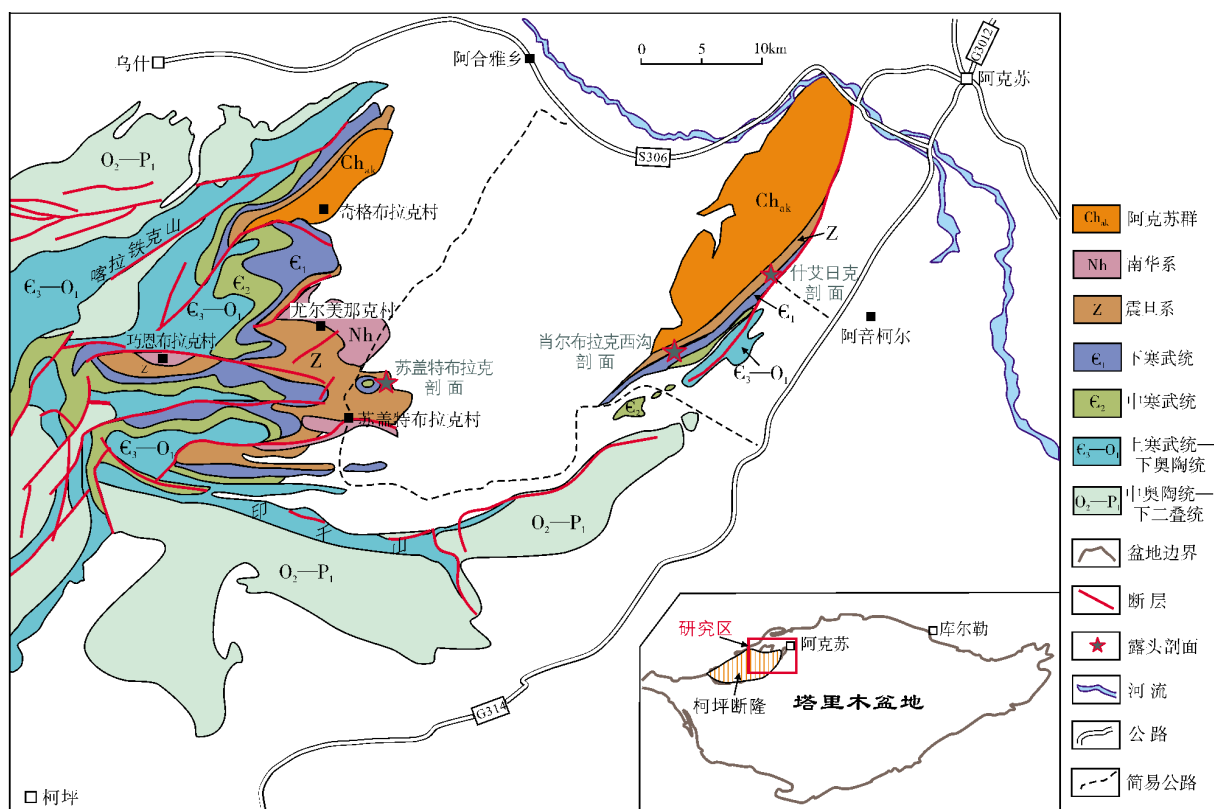 乌什
阿合雅乡
0 5 10km
G3012
阿克苏
S306
O₂—P₁
Ch_ak
奇格布拉克村
喀拉铁克山
Є₁
Є₂
Є₃—O₁
Є₃—O₁
尤尔美那克村
Nh
巧恩布拉克村
Z
Z
苏盖特布拉克
剖面
苏盖特布拉克村
Є₃—O₁
印干山
O₂—P₁
O₂—P₁
Ch_ak
Z
什艾日克
剖面
Є₁
阿音柯尔
肖尔布拉克西沟
剖面
Є₃—O₁
Є₂
G314
柯坪
研究区
阿克苏
库尔勒
柯坪断隆
塔里木盆地
Ch_ak 阿克苏群
Nh 南华系
Z 震旦系
Є₁ 下寒武统
Є₂ 中寒武统
Є₃—O₁ 上寒武统—
下奥陶统
O₂—P₁ 中奥陶统—
下二叠统
盆地边界
断层
露头剖面
河流
公路
简易公路